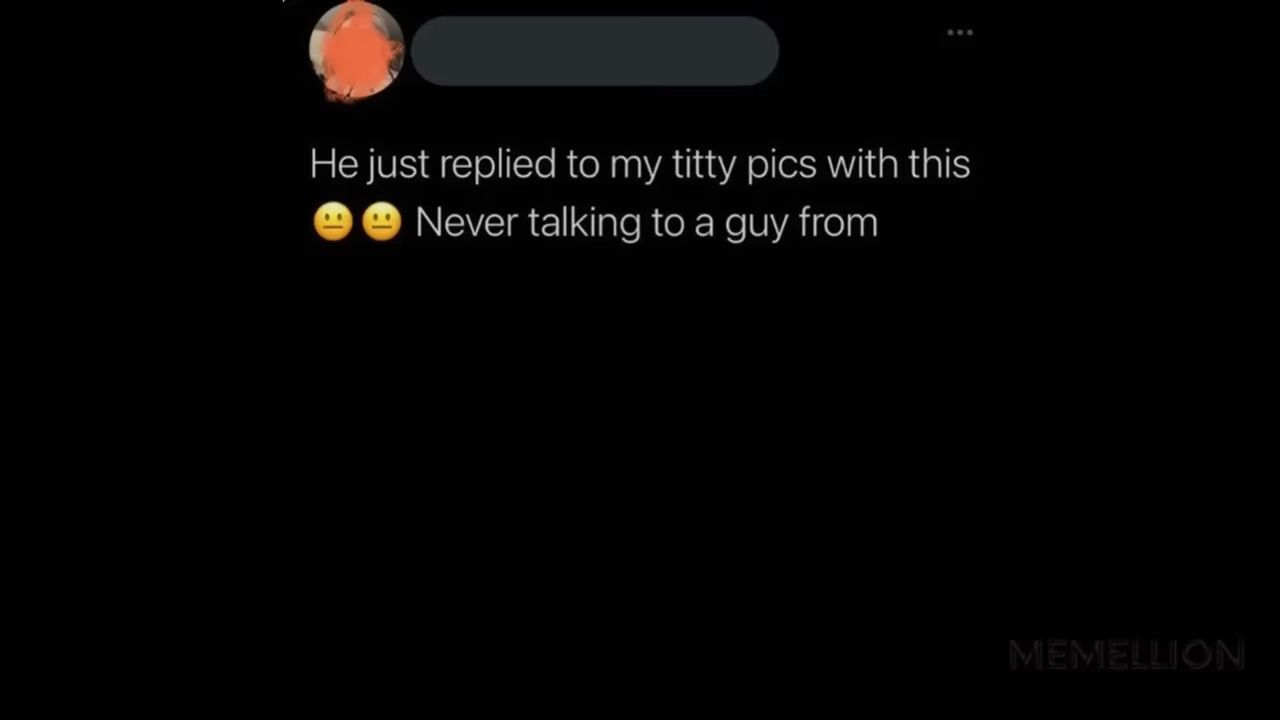 He just replied to my titty pics with this
😐😐 Never talking to a guy from
MEMELLION